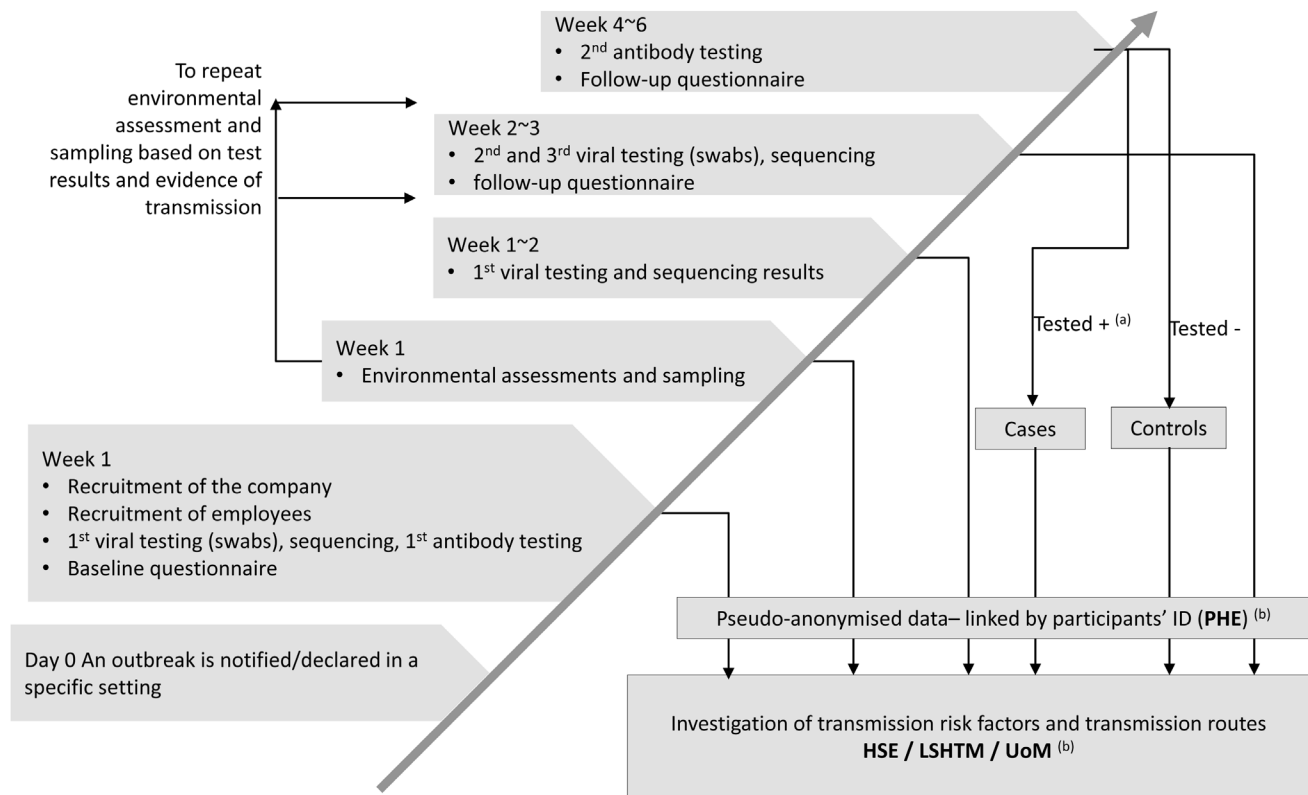 Week 4~6
• 2nd antibody testing
• Follow-up questionnaire
To repeat
environmental
assessment and
sampling based on test
results and evidence of
transmission
Week 2~3
• 2nd and 3rd viral testing (swabs), sequencing
• follow-up questionnaire
Week 1~2
• 1st viral testing and sequencing results
Week 1
• Environmental assessments and sampling
Tested + (a)
Tested -
Cases
Controls
Week 1
• Recruitment of the company
• Recruitment of employees
• 1st viral testing (swabs), sequencing, 1st antibody testing
• Baseline questionnaire
Pseudo-anonymised data– linked by participants’ ID (PHE) (b)
Day 0 An outbreak is notified/declared in a
specific setting
Investigation of transmission risk factors and transmission routes
HSE / LSHTM / UoM (b)